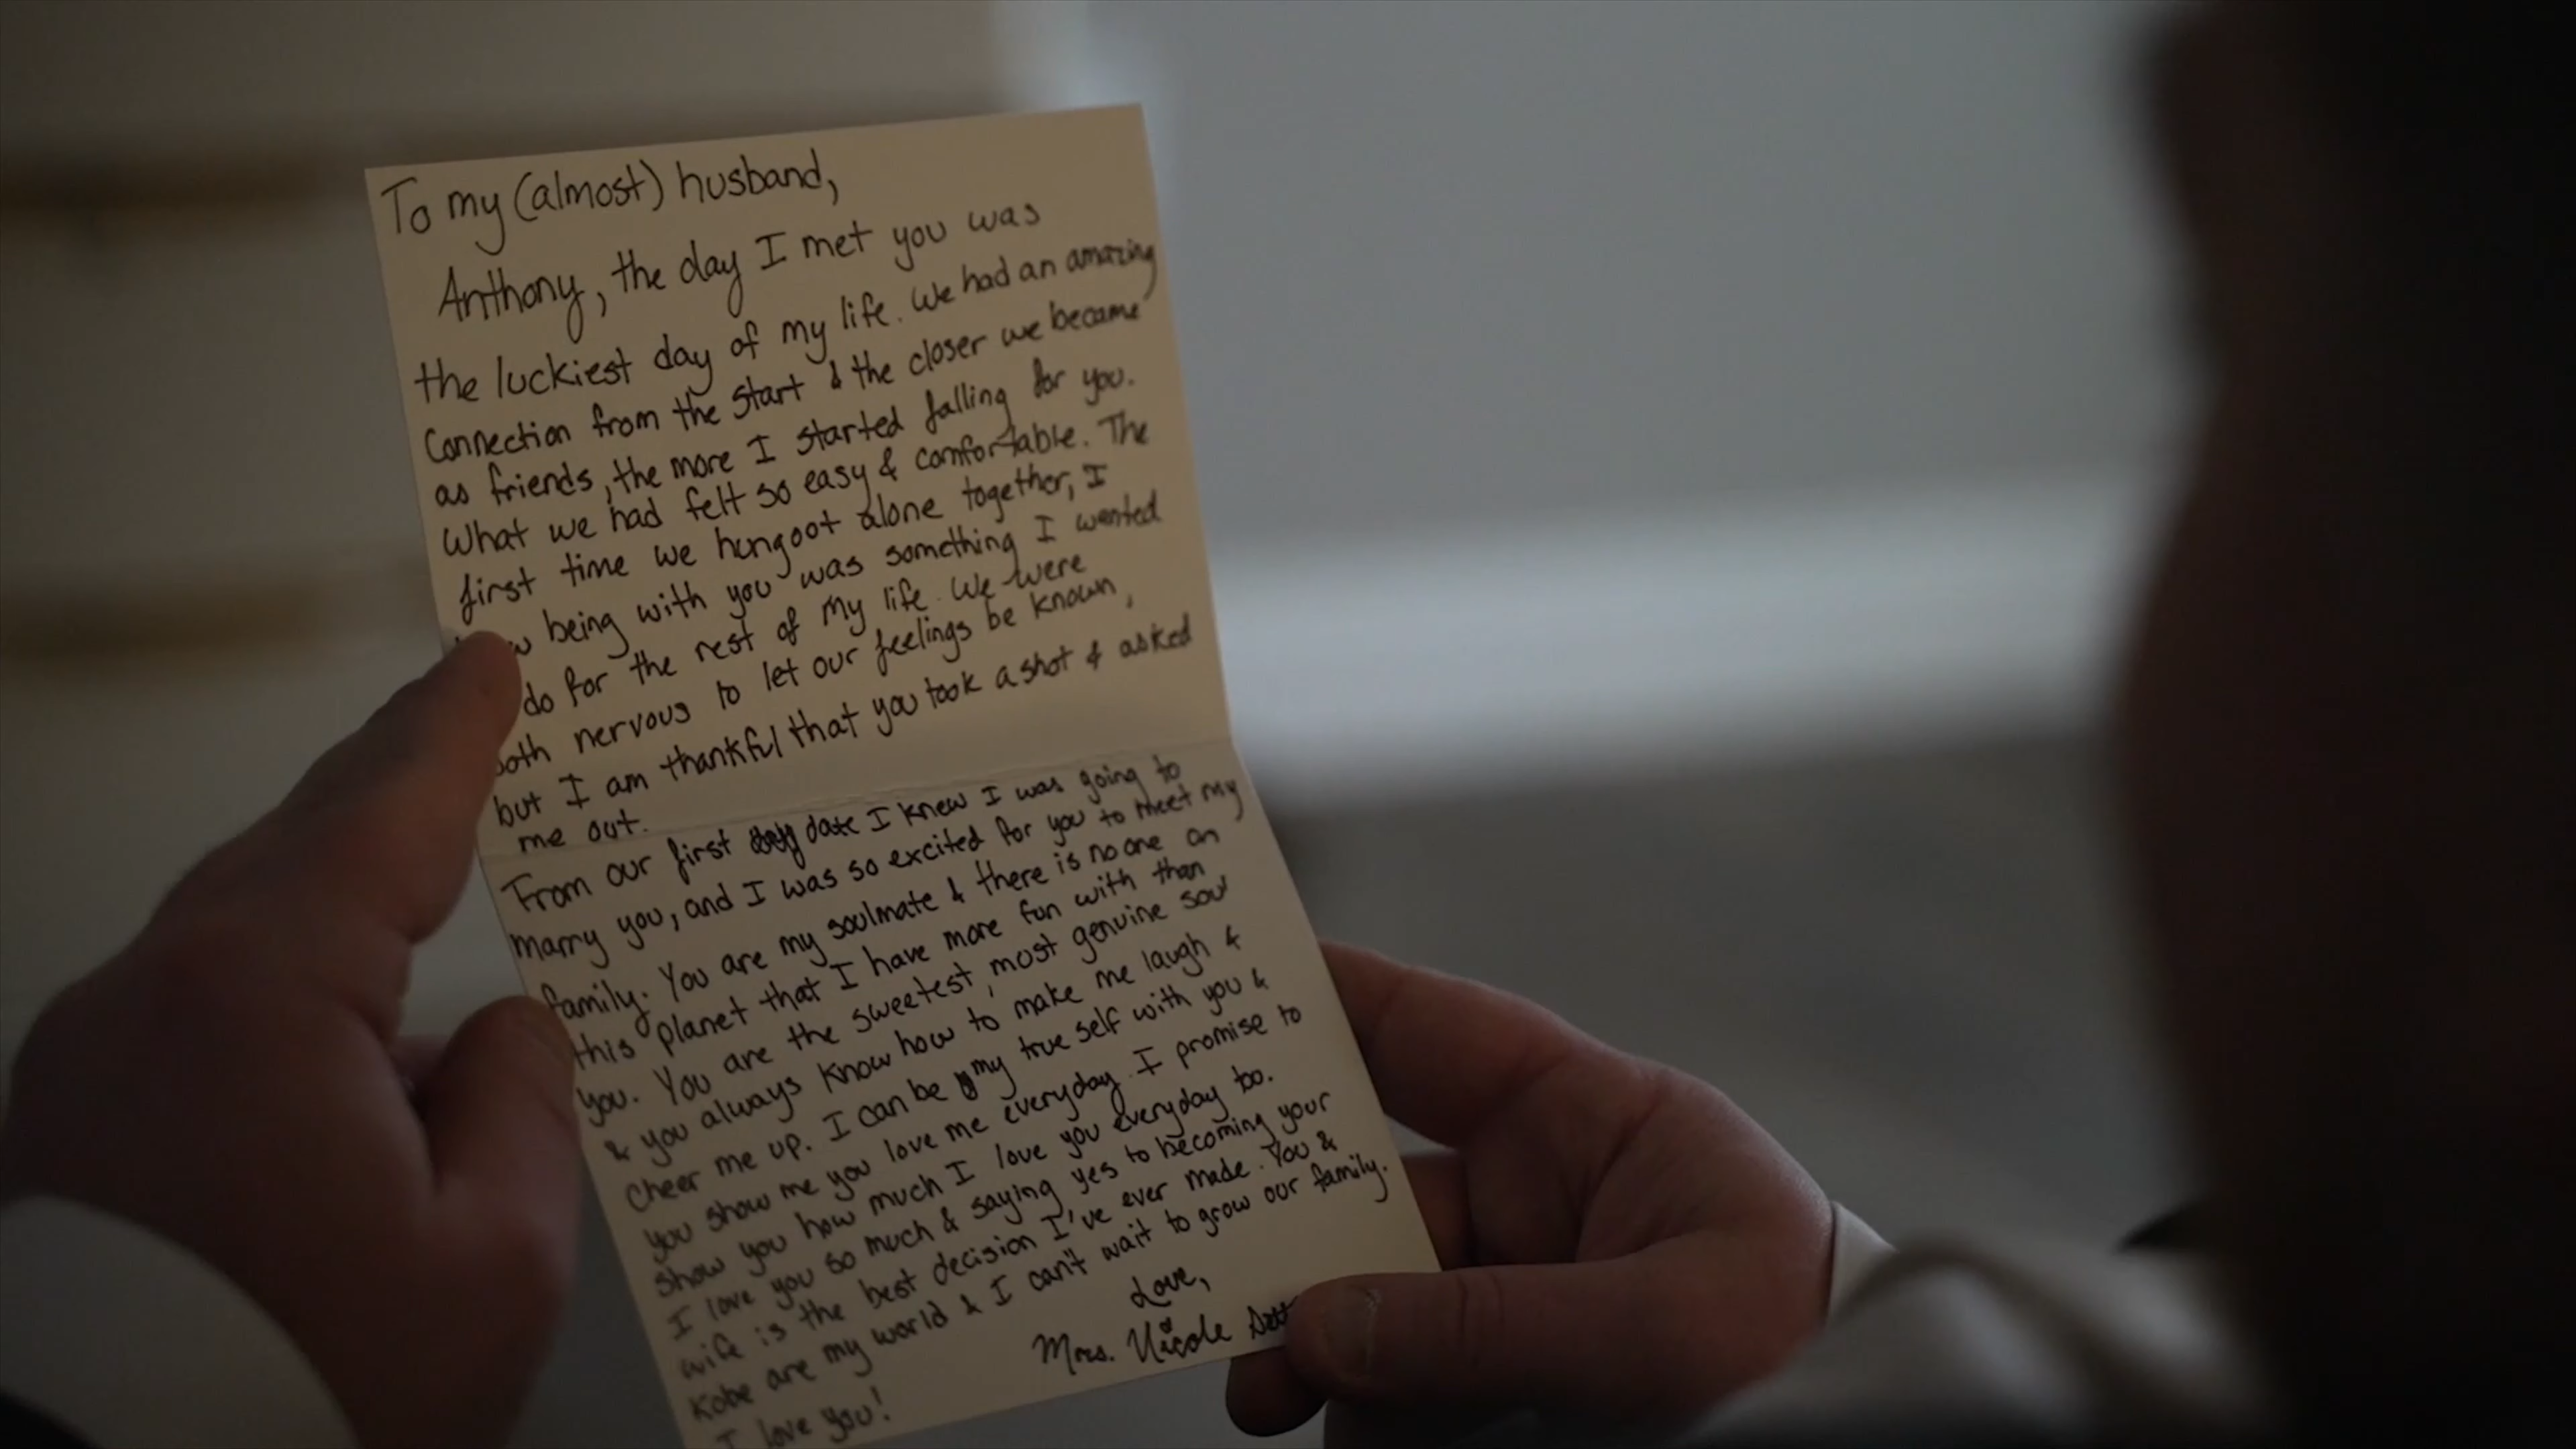 To my (almost) husband,
Anthony, the day I met you was
the luckiest day of my life. We had an amazing
Connection from the start & the closer we became
as friends, the more I started falling for you.
What we had felt so easy & comfortable. The
first time we hungoot alone together, I
being with you was something I wanted
do for the rest of my life. We were
both nervous to let our feelings be known,
but I am thankful that you took a shot & asked
me out.
From our first date I knew I was going to
marry you, and I was so excited for you to meet my
family. You are my soulmate & there is no one on
this planet that I have more fun with than
you. You are the sweetest, most genuine soul
& you always know how to make me laugh &
cheer me up. I can be my true self with you &
you show me you love me everyday. I promise to
show you how much I love you everyday too.
I love you so much & saying yes to becoming your
wife is the best decision I've ever made. You &
Kobe are my world & I can't wait to grow our family.
I love you!
Love,
Mrs. Nicole